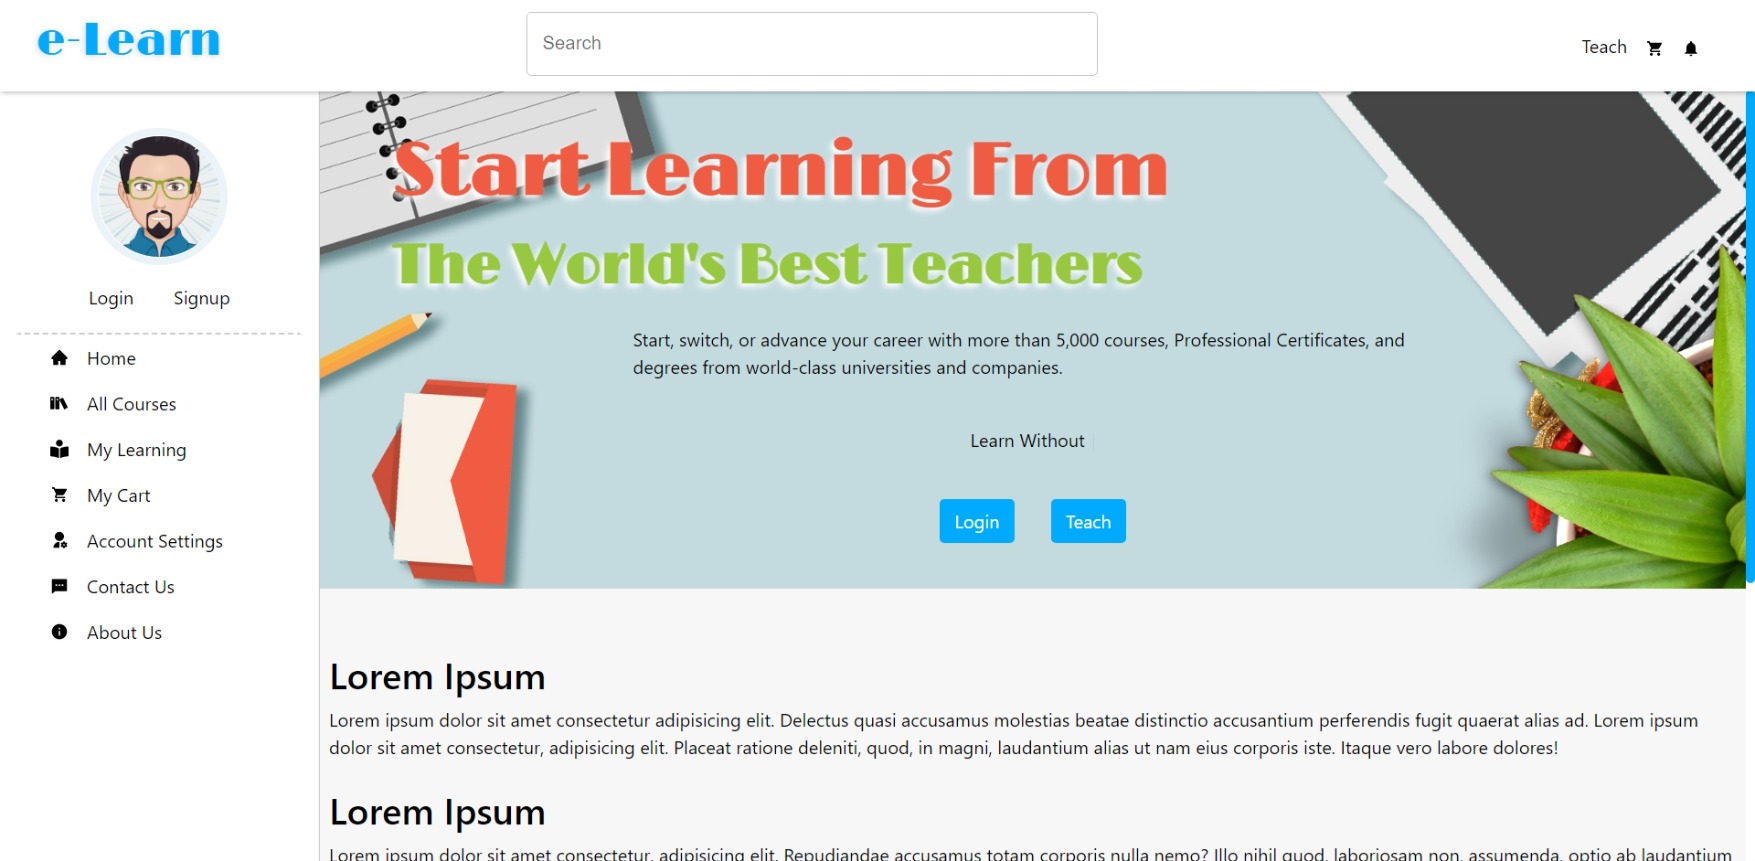 e-Learn
Search
Teach
Login
Signup
Home
All Courses
My Learning
My Cart
Account Settings
Contact Us
About Us
Start Learning From
The World's Best Teachers
Start, switch, or advance your career with more than 5,000 courses, Professional Certificates, and
degrees from world-class universities and companies.
Learn Without
Login
Teach
Lorem Ipsum
Lorem ipsum dolor sit amet consectetur adipisicing elit. Delectus quasi accusamus molestias beatae distinctio accusantium perferendis fugit quaerat alias ad. Lorem ipsum
dolor sit amet consectetur, adipisicing elit. Placeat ratione deleniti, quod, in magni, laudantium alias ut nam eius corporis iste. Itaque vero labore dolores!
Lorem Ipsum
Lorem ipsum dolor sit amet consectetur, adipisicing elit. Repudiandae accusamus totam corporis nulla nemo? Illo nihil quod, laboriosam non, assumenda, optio ab laudantium